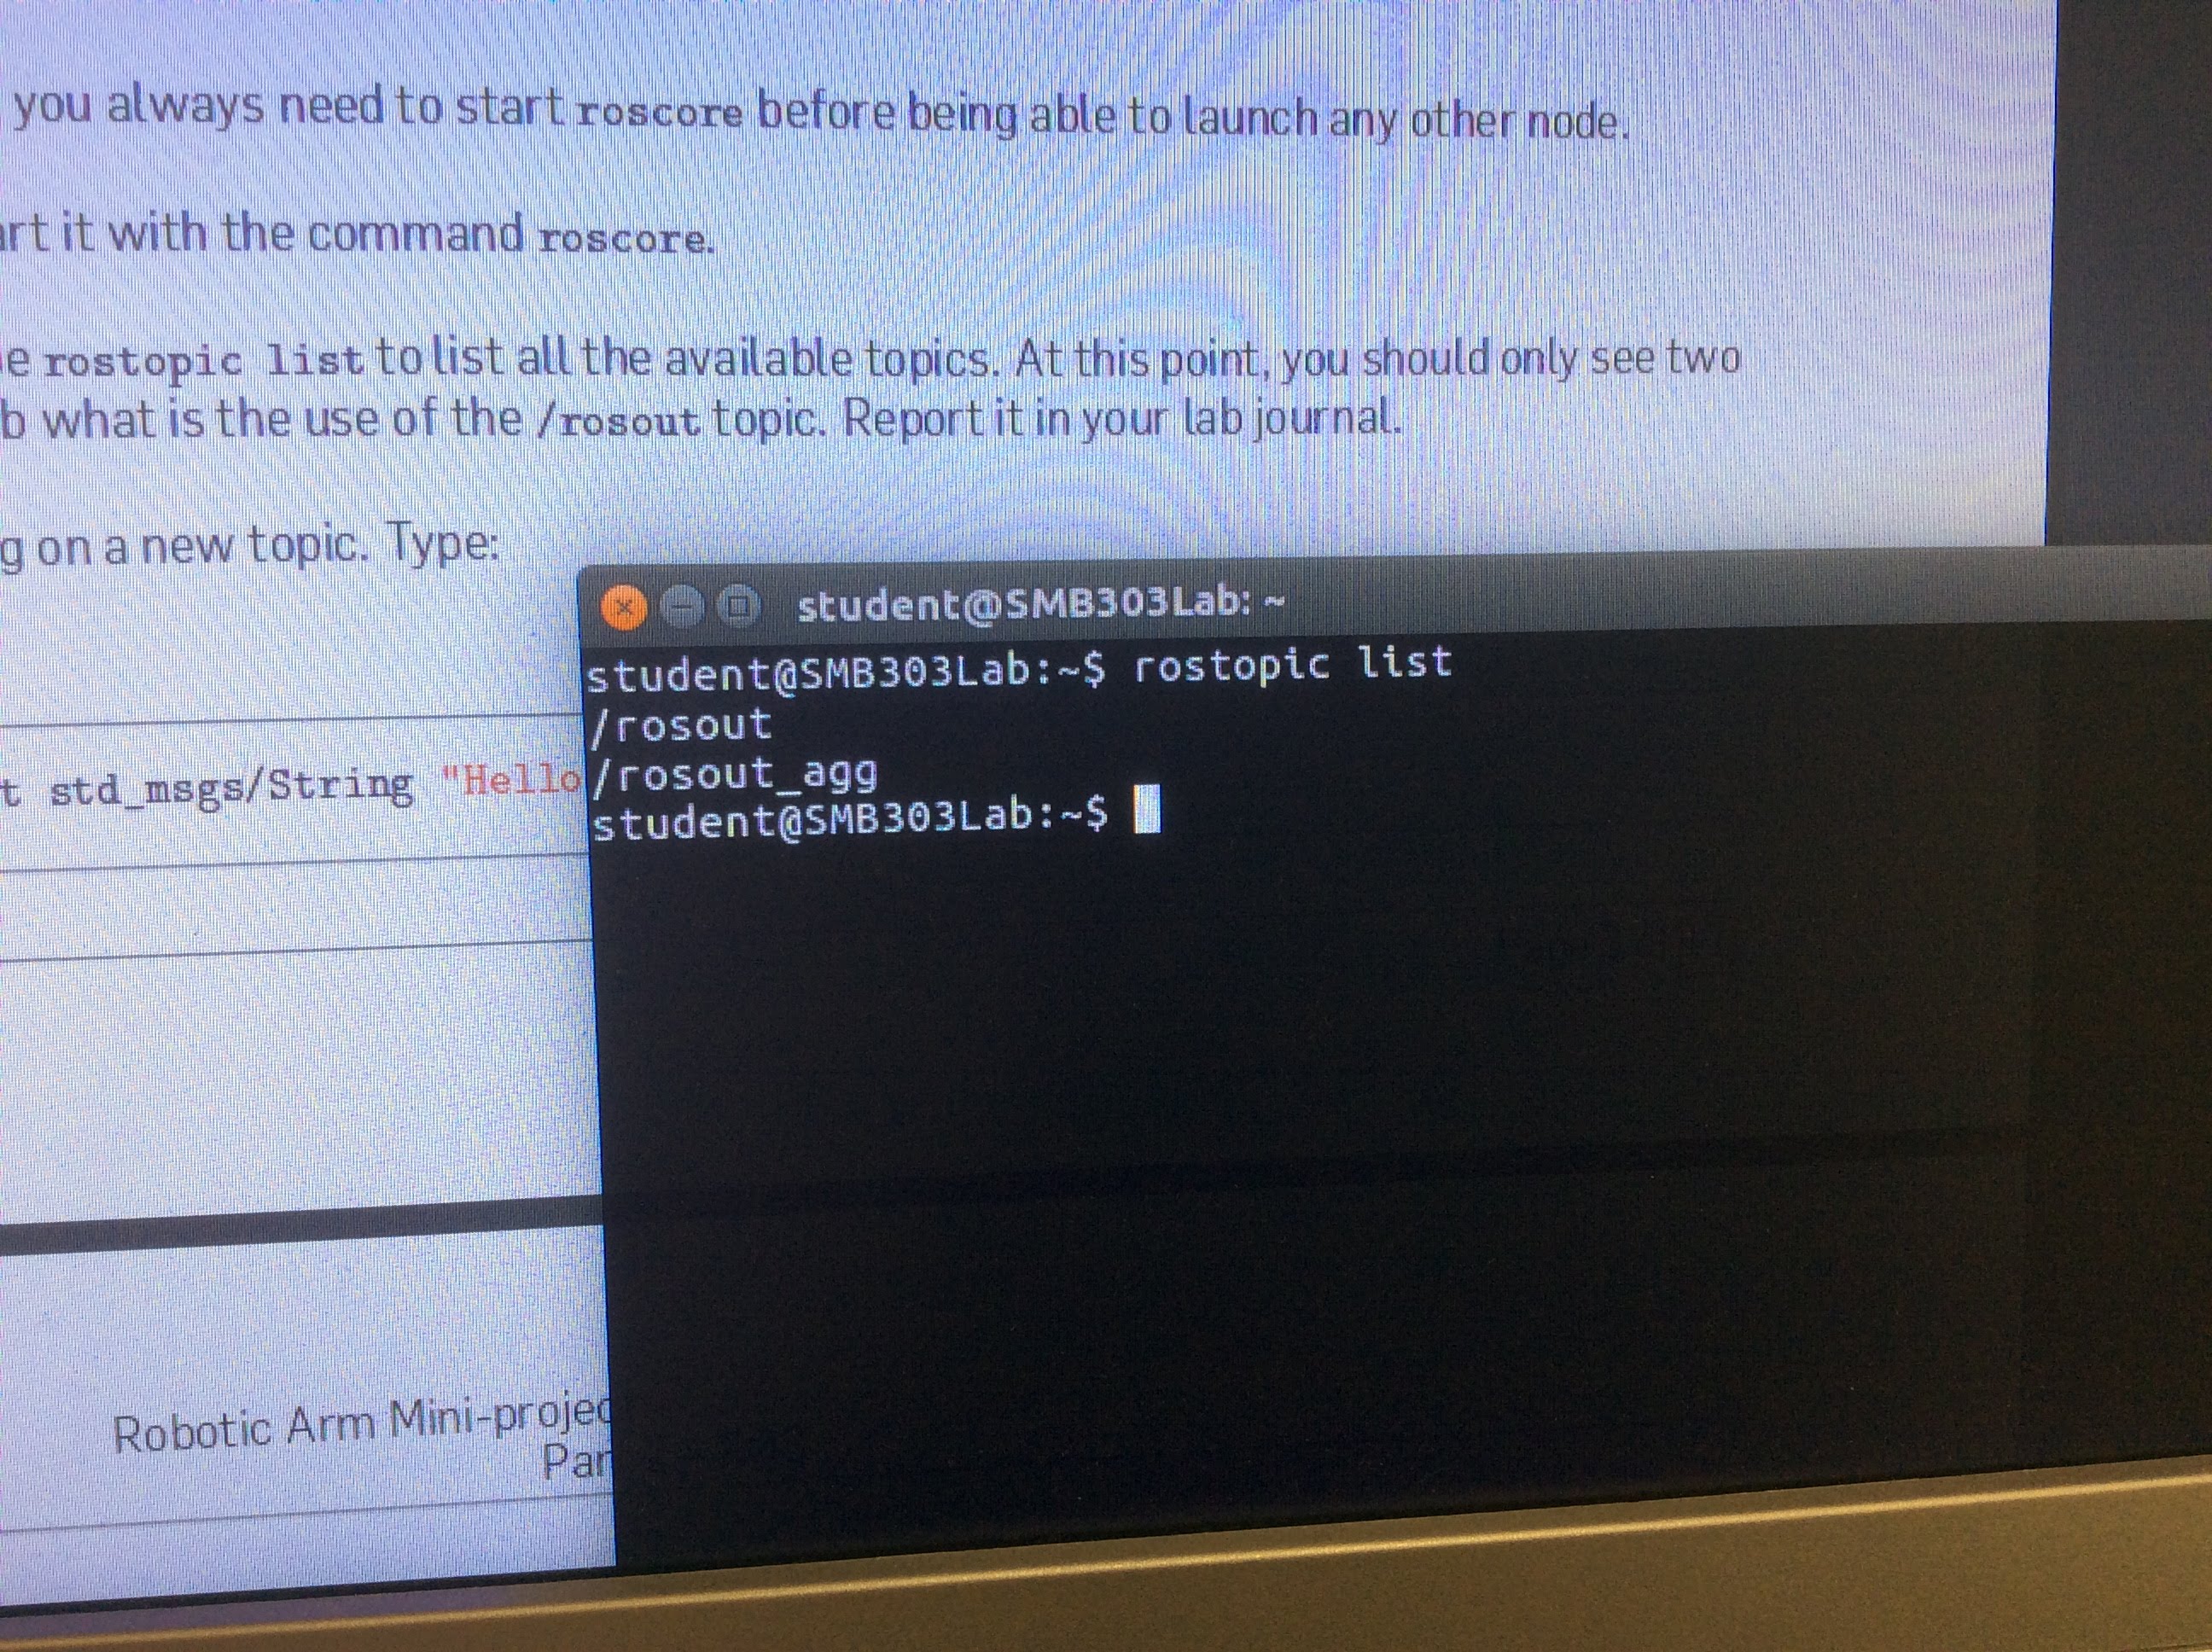 you always need to start roscore before being able to launch any other node.
art it with the command roscore.
e rostopic list to list all the available topics. At this point, you should only see two
b what is the use of the /rosout topic. Report it in your lab journal.
g on a new topic. Type:
t std_msgs/String "Hello
student@SMB303Lab: ~
student@SMB303Lab:~$ rostopic list
/rosout
/rosout_agg
student@SMB303Lab:~$
Robotic Arm Mini-projec
Par